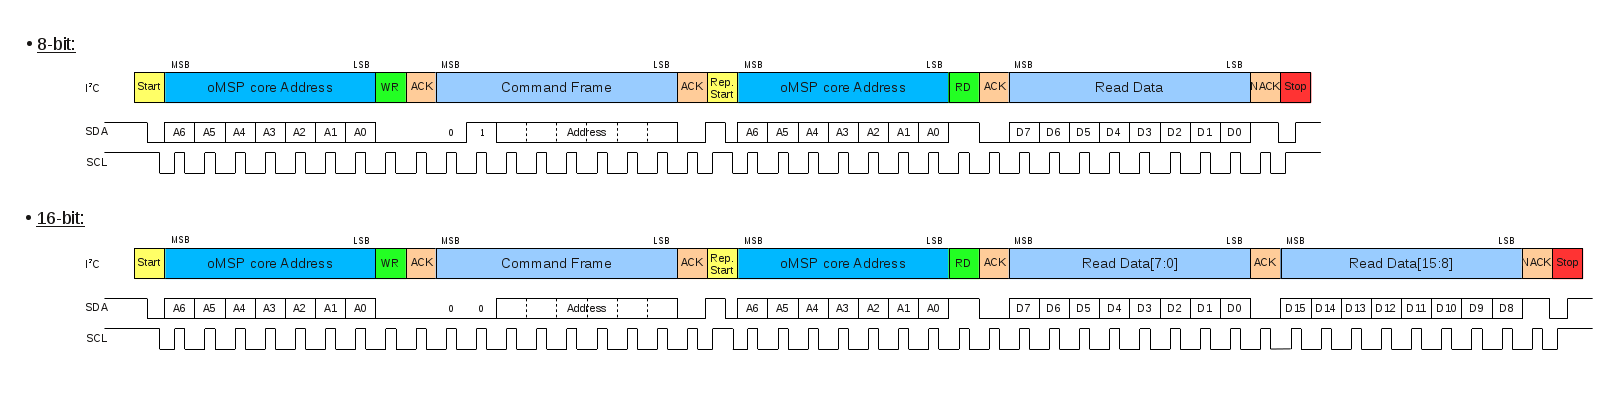 • 8-bit:
MSB LSB MSB LSB MSB LSB MSB LSB
I²C Start oMSP core Address WR ACK Command Frame ACK Rep. Start oMSP core Address RD ACK Read Data NACK Stop
SDA A6 A5 A4 A3 A2 A1 A0 0 1 Address A6 A5 A4 A3 A2 A1 A0 D7 D6 D5 D4 D3 D2 D1 D0
SCL
• 16-bit:
MSB LSB MSB LSB MSB LSB MSB LSB MSB LSB
I²C Start oMSP core Address WR ACK Command Frame ACK Rep. Start oMSP core Address RD ACK Read Data[7:0] ACK Read Data[15:8] NACK Stop
SDA A6 A5 A4 A3 A2 A1 A0 0 0 Address A6 A5 A4 A3 A2 A1 A0 D7 D6 D5 D4 D3 D2 D1 D0 D15 D14 D13 D12 D11 D10 D9 D8
SCL